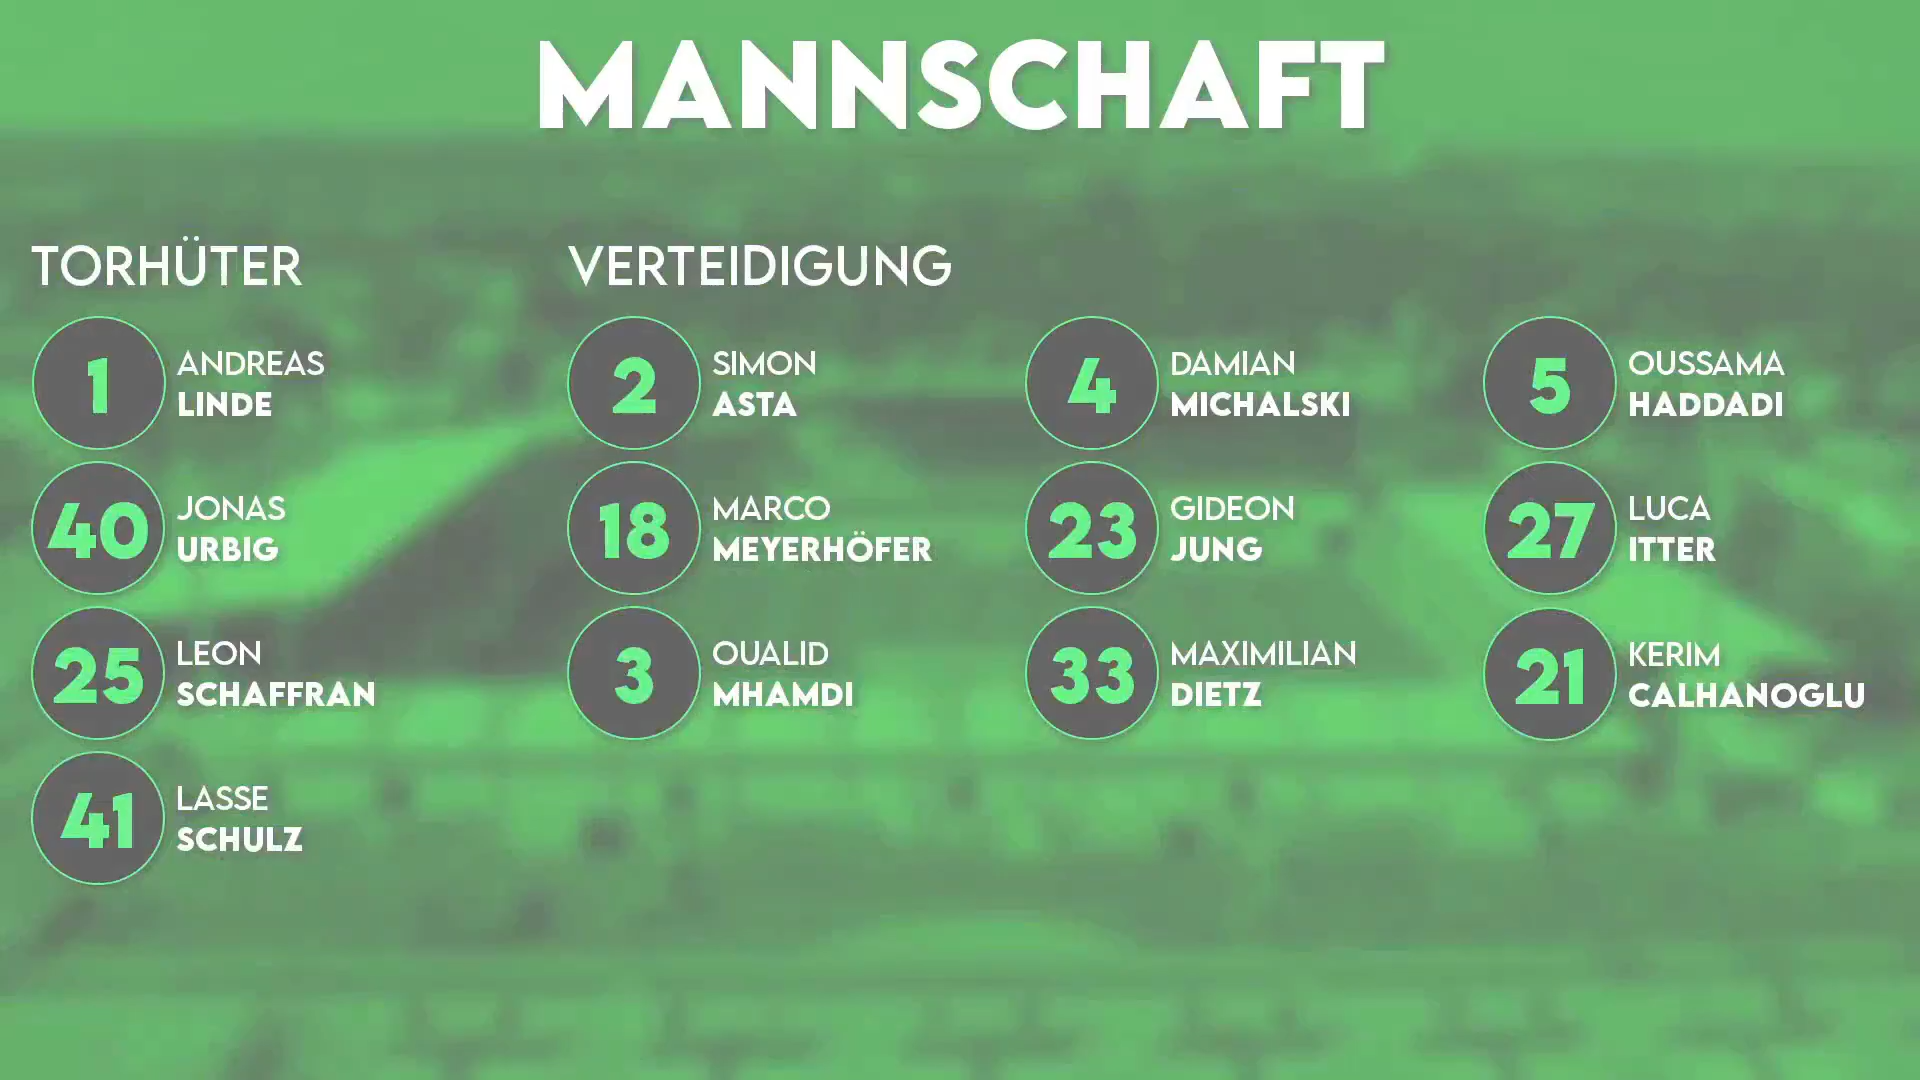 MANNSCHAFT
TORHÜTER
1
ANDREAS
LINDE
40
JONAS
URBIG
25
LEON
SCHAFFRAN
41
LASSE
SCHULZ
VERTEIDIGUNG
2
SIMON
ASTA
4
DAMIAN
MICHALSKI
5
OUSSAMA
HADDADI
18
MARCO
MEYERHÖFER
23
GIDEON
JUNG
27
LUCA
ITTER
3
OUALID
MHAMDI
33
MAXIMILIAN
DIETZ
21
KERIM
CALHANOGLU